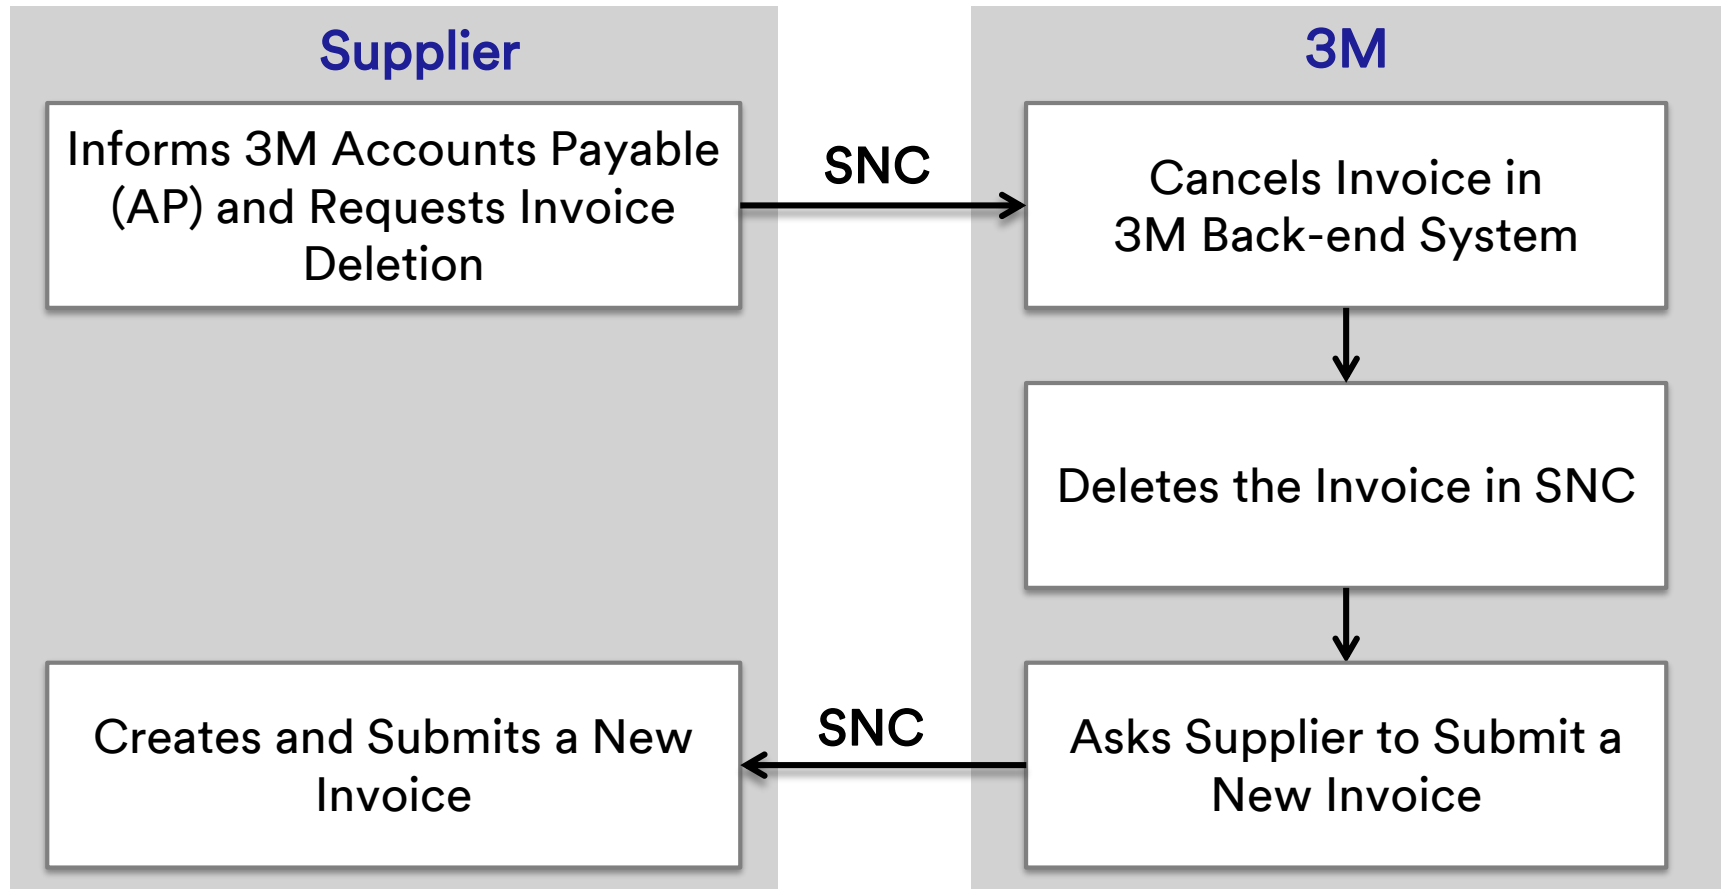 Supplier
3M
Informs 3M Accounts Payable
(AP) and Requests Invoice
Deletion
SNC
Cancels Invoice in
3M Back-end System
Deletes the Invoice in SNC
Asks Supplier to Submit a
New Invoice
SNC
Creates and Submits a New
Invoice